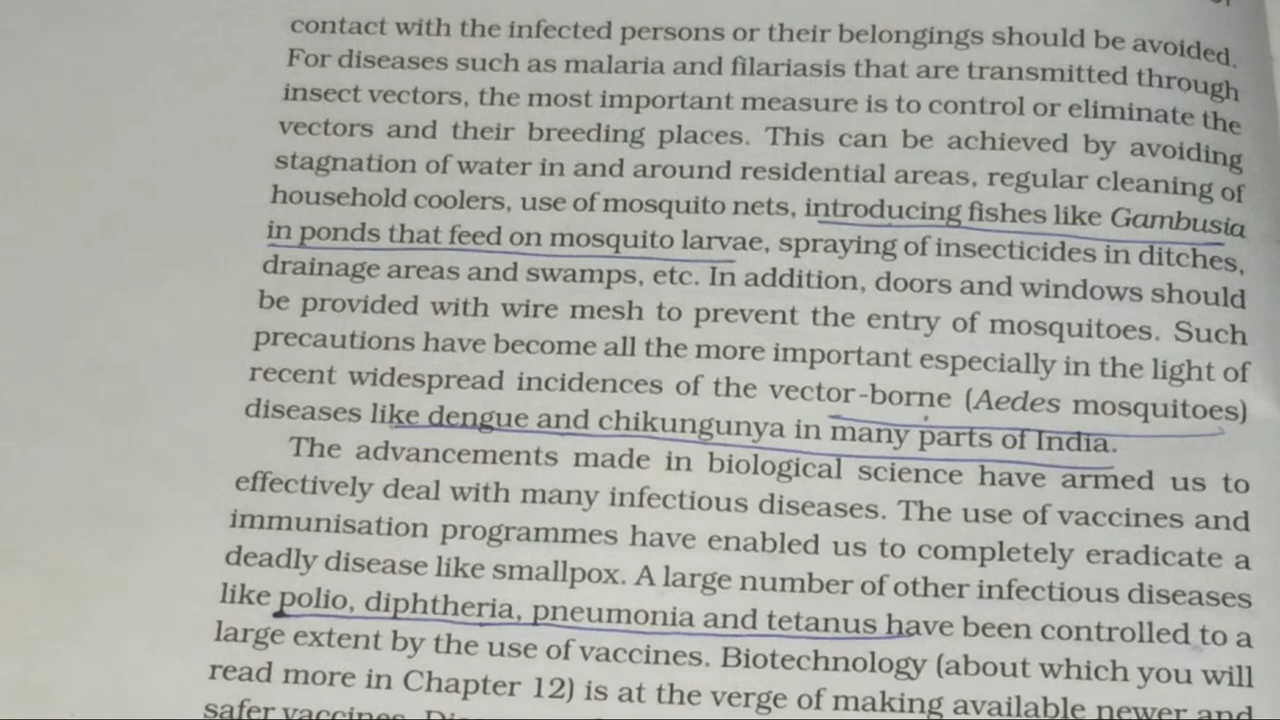 contact with the infected persons or their belongings should be avoided.
For diseases such as malaria and filariasis that are transmitted through
insect vectors, the most important measure is to control or eliminate the
vectors and their breeding places. This can be achieved by avoiding
stagnation of water in and around residential areas, regular cleaning of
household coolers, use of mosquito nets, introducing fishes like Gambusia
in ponds that feed on mosquito larvae, spraying of insecticides in ditches,
drainage areas and swamps, etc. In addition, doors and windows should
be provided with wire mesh to prevent the entry of mosquitoes. Such
precautions have become all the more important especially in the light of
recent widespread incidences of the vector-borne (Aedes mosquitoes)
diseases like dengue and chikungunya in many parts of India.
The advancements made in biological science have armed us to
effectively deal with many infectious diseases. The use of vaccines and
immunisation programmes have enabled us to completely eradicate a
deadly disease like smallpox. A large number of other infectious diseases
like polio, diphtheria, pneumonia and tetanus have been controlled to a
large extent by the use of vaccines. Biotechnology (about which you will
read more in Chapter 12) is at the verge of making available newer and
safer vaccines.